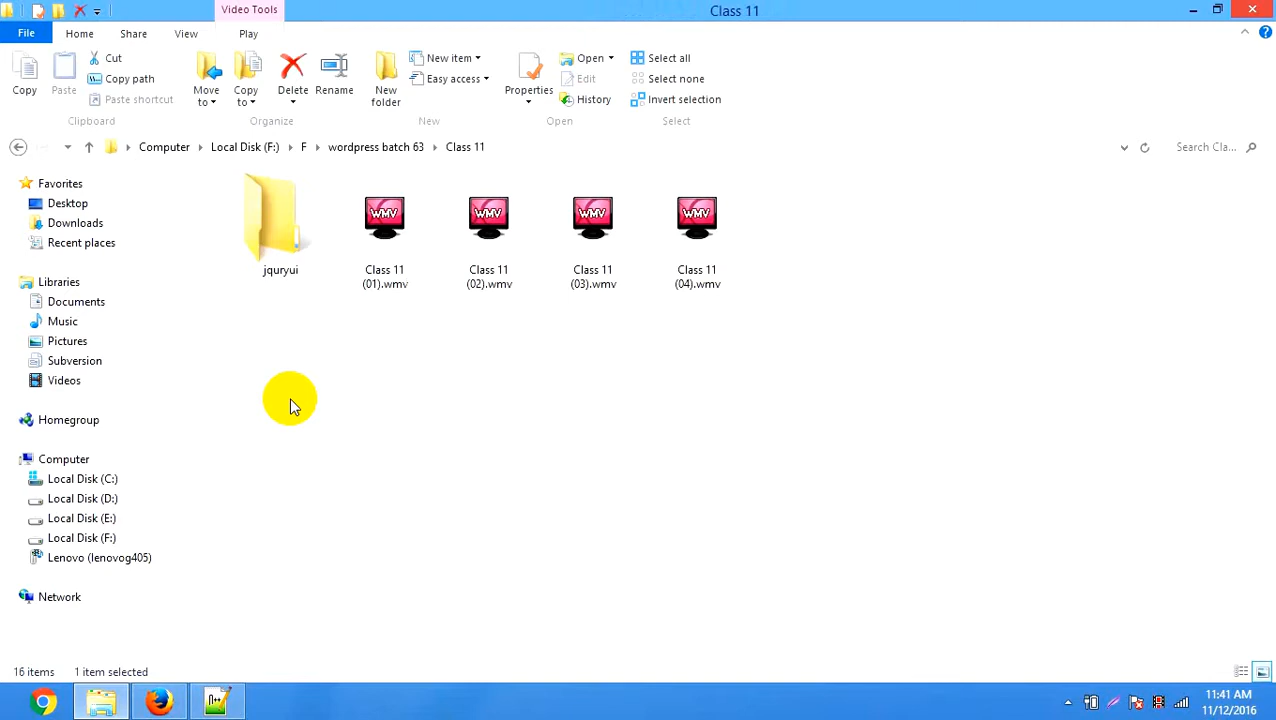 Video Tools
Class 11
File Home Share View Play
Copy
Paste
Cut
Copy path
Paste shortcut
Clipboard
Move to
Copy to
Delete
Rename
Organize
New folder
New item
Easy access
New
Properties
Open
Edit
History
Open
Select all
Select none
Invert selection
Select
Computer Local Disk (F:) F wordpress batch 63 Class 11
Search Cla...
Favorites
Desktop
Downloads
Recent places
Libraries
Documents
Music
Pictures
Subversion
Videos
Homegroup
Computer
Local Disk (C:)
Local Disk (D:)
Local Disk (E:)
Local Disk (F:)
Lenovo (lenovog405)
Network
jquryui
WMV
Class 11
(01).wmv
WMV
Class 11
(02).wmv
WMV
Class 11
(03).wmv
WMV
Class 11
(04).wmv
16 items 1 item selected
11:41 AM
11/12/2016